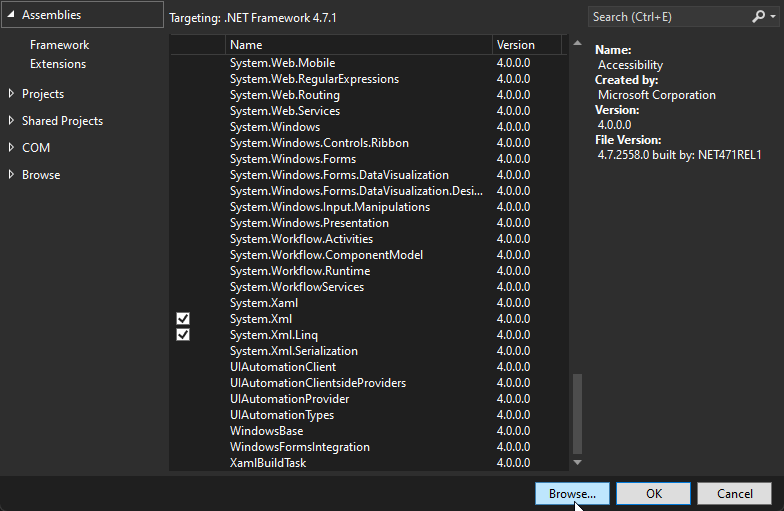 Assemblies
Framework
Extensions
Projects
Shared Projects
COM
Browse
Targeting: .NET Framework 4.7.1
Name Version
System.Web.Mobile 4.0.0.0
System.Web.RegularExpressions 4.0.0.0
System.Web.Routing 4.0.0.0
System.Web.Services 4.0.0.0
System.Windows 4.0.0.0
System.Windows.Controls.Ribbon 4.0.0.0
System.Windows.Forms 4.0.0.0
System.Windows.Forms.DataVisualization 4.0.0.0
System.Windows.Forms.DataVisualization.Desi... 4.0.0.0
System.Windows.Input.Manipulations 4.0.0.0
System.Windows.Presentation 4.0.0.0
System.Workflow.Activities 4.0.0.0
System.Workflow.ComponentModel 4.0.0.0
System.Workflow.Runtime 4.0.0.0
System.WorkflowServices 4.0.0.0
System.Xaml 4.0.0.0
System.Xml 4.0.0.0
System.Xml.Linq 4.0.0.0
System.Xml.Serialization 4.0.0.0
UIAutomationClient 4.0.0.0
UIAutomationClientsideProviders 4.0.0.0
UIAutomationProvider 4.0.0.0
UIAutomationTypes 4.0.0.0
WindowsBase 4.0.0.0
WindowsFormsIntegration 4.0.0.0
XamlBuildTask 4.0.0.0
Search (Ctrl+E)
Name:
Accessibility
Created by:
Microsoft Corporation
Version:
4.0.0.0
File Version:
4.7.2558.0 built by: NET471REL1
Browse... OK Cancel